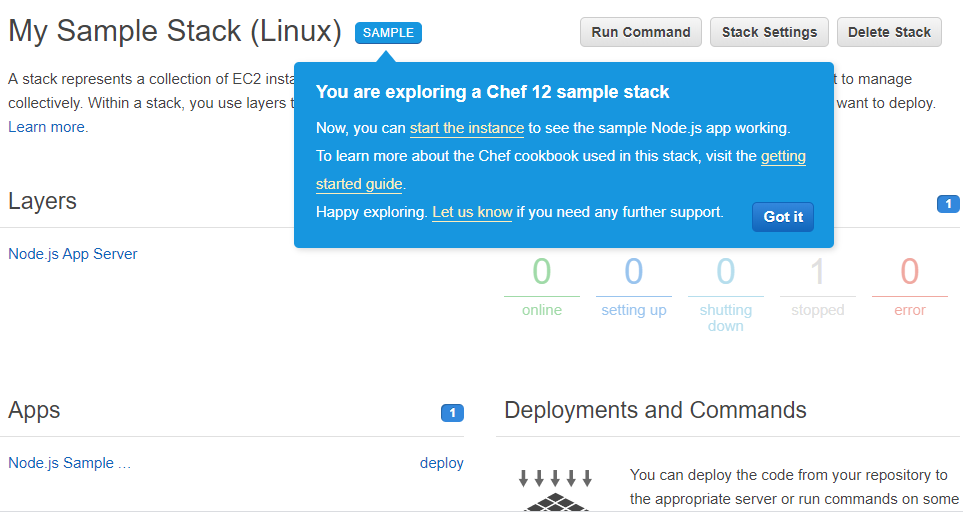 My Sample Stack (Linux) SAMPLE Run Command Stack Settings Delete Stack
A stack represents a collection of EC2 t to manage
collectively. Within a stack, you use layers want to deploy.
Learn more.
You are exploring a Chef 12 sample stack
Now, you can start the instance to see the sample Node.js app working.
To learn more about the Chef cookbook used in this stack, visit the getting
started guide.
Happy exploring. Let us know if you need any further support.
Got it
Layers
1
Node.js App Server
0 0 0 1 0
online setting up shutting stopped error
down
Apps 1
Deployments and Commands
Node.js Sample … deploy
You can deploy the code from your repository to
the appropriate server or run commands on some